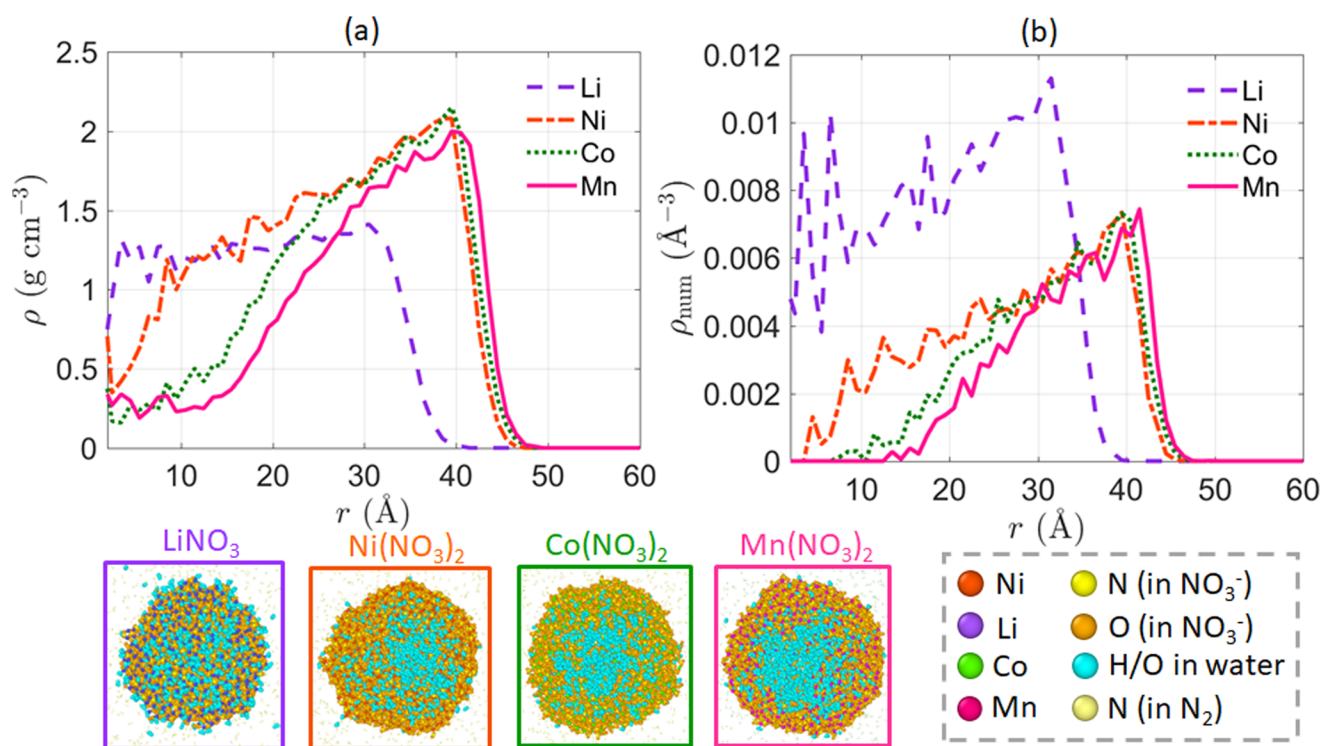 (a)
2.5
2
1.5
1
0.5
0
10 20 30 40 50 60
ρ (g cm⁻³)
r (Å)
Li
Ni
Co
Mn
(b)
0.012
0.01
0.008
0.006
0.004
0.002
0
10 20 30 40 50 60
ρnum (Å⁻³)
r (Å)
Li
Ni
Co
Mn
LiNO₃ Ni(NO₃)₂ Co(NO₃)₂ Mn(NO₃)₂
Ni N (in NO₃⁻)
Li O (in NO₃⁻)
Co H/O in water
Mn N (in N₂)